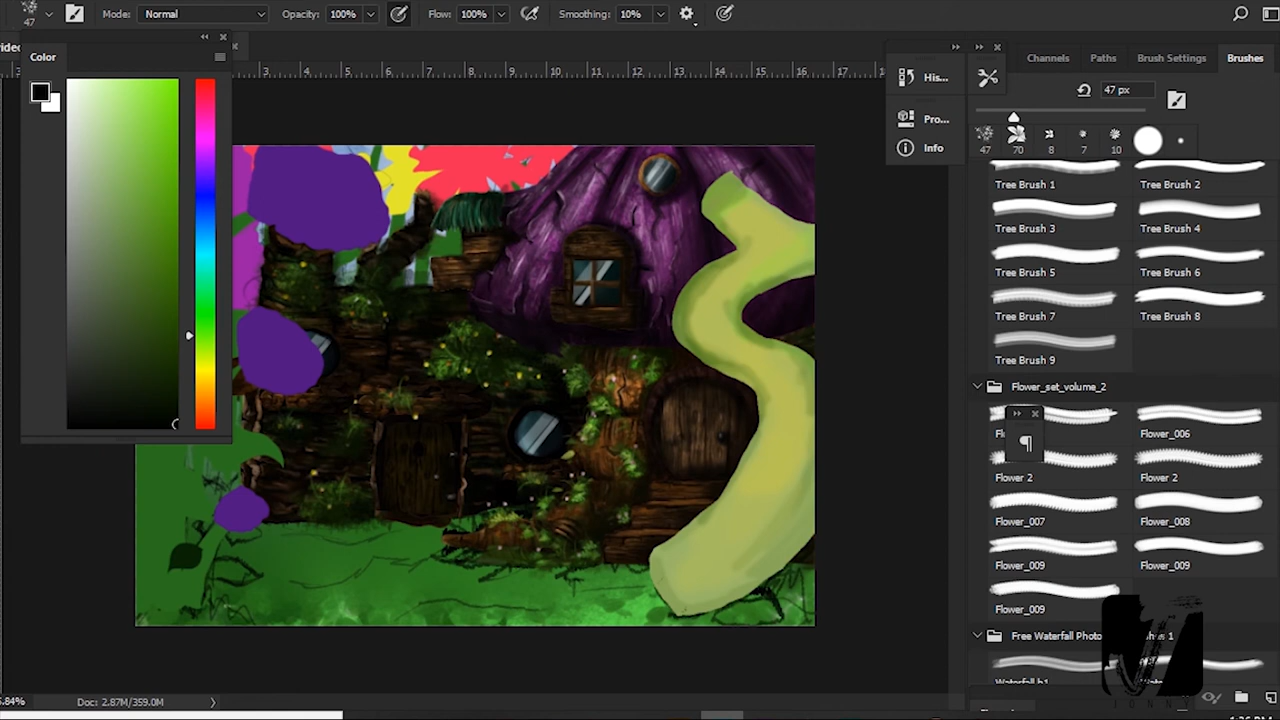 47 Mode: Normal Opacity: 100% Flow: 100% Smoothing: 10%
Color
3 4 5 6 7 8 9 10 11 12 13 14 15 16 17
His...
Pro...
Info
Channels Paths Brush Settings Brushes
47 px
47 70 8 7 10
Tree Brush 1 Tree Brush 2
Tree Brush 3 Tree Brush 4
Tree Brush 5 Tree Brush 6
Tree Brush 7 Tree Brush 8
Tree Brush 9
Flower_set_volume_2
Flower_006
Flower 2 Flower 2
Flower_007 Flower_008
Flower_009 Flower_009
Flower_009
Free Waterfall Photo
Doc: 2.87M/359.0M